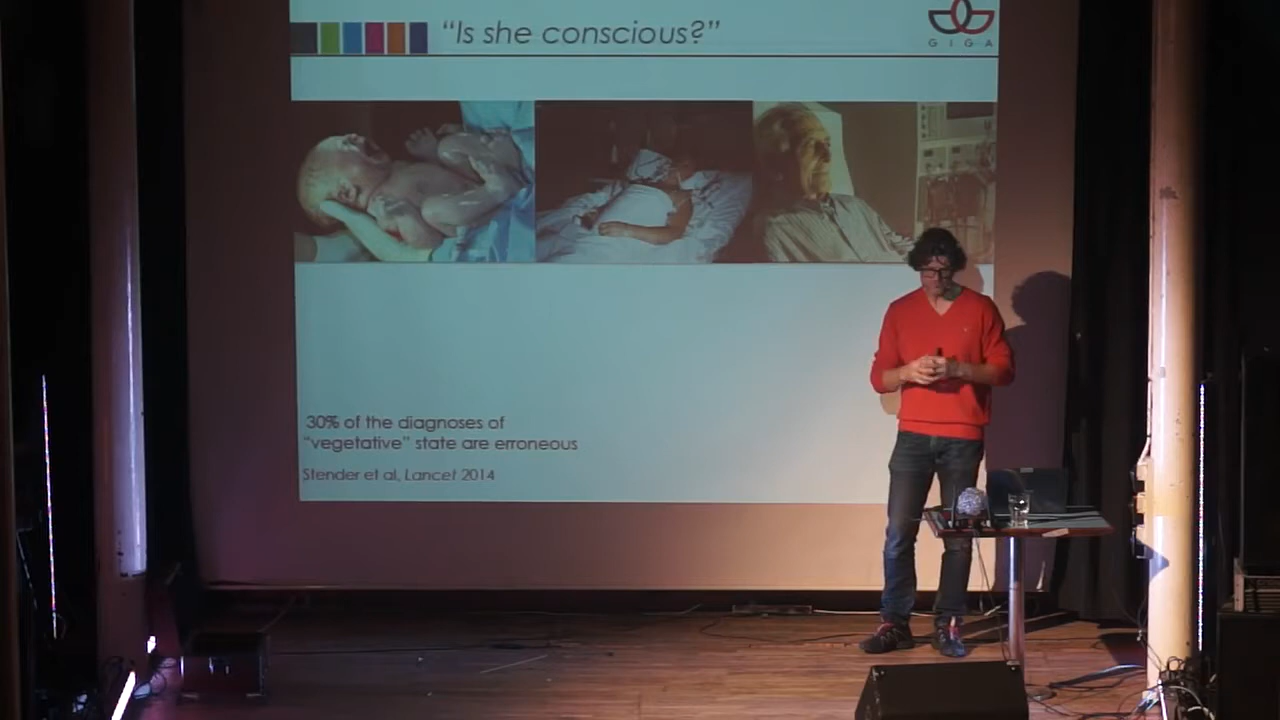 “Is she conscious?”
GIGA
30% of the diagnoses of
“vegetative” state are erroneous
Stender et al, Lancet 2014